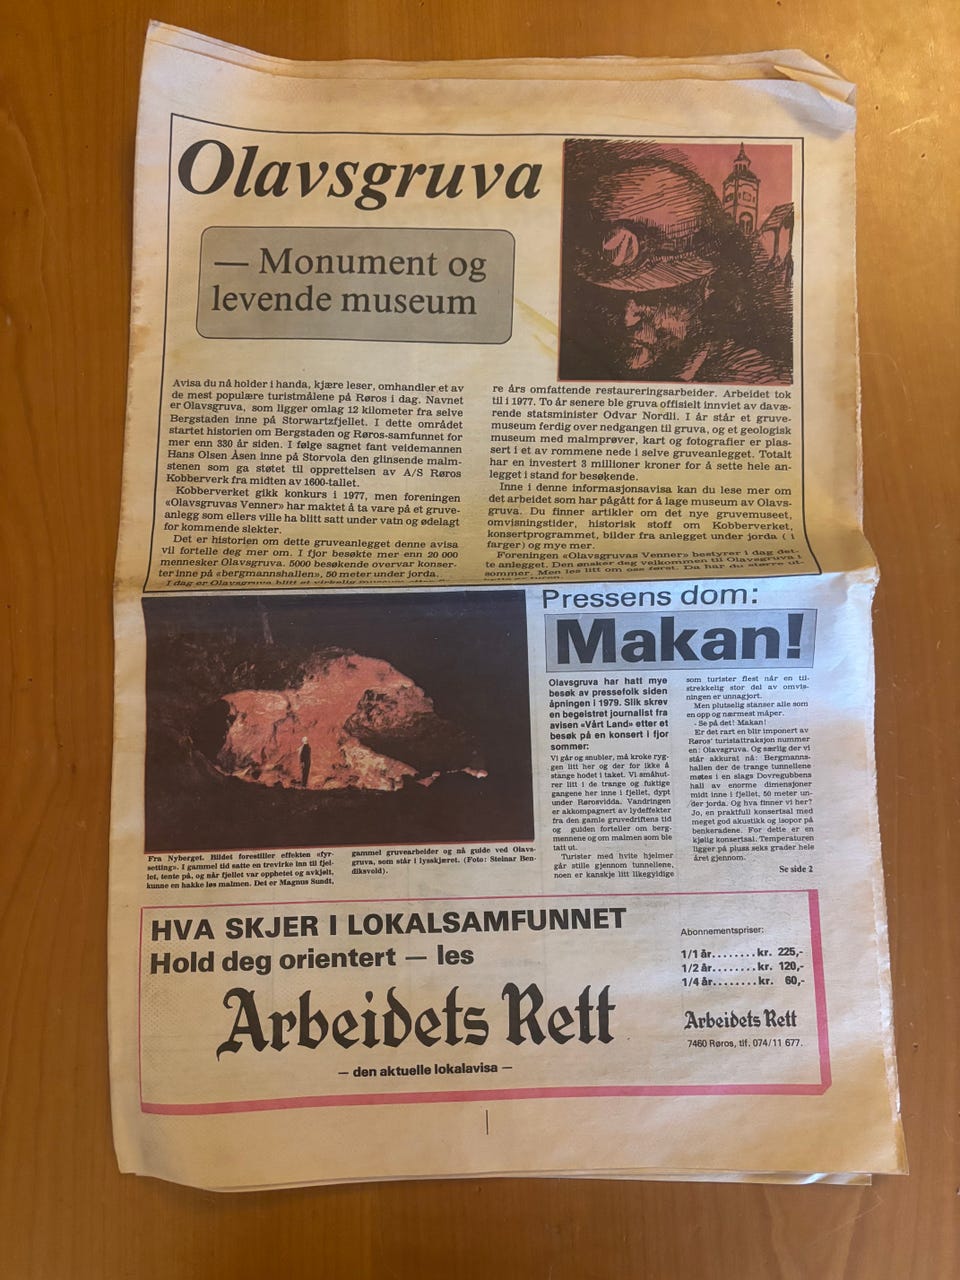 Olavsgruva
— Monument og
levende museum
Avisa du nå holder i handa, kjære leser, omhandler et av
de mest populære turistmålene på Røros i dag. Navnet
er Olavsgruva, som ligger omlag 12 kilometer fra selve
Bergstaden inne på Storwartzfjellet. I dette området
startet historien om Bergstaden og Røros-samfunnet for
mer enn 330 år siden. I følge sagnet fant veidemannen
Hans Olsen Åsen inne på Storvola den glinsende malm-
stenen som ga støtet til opprettelsen av A/S Røros
Kobberverk fra midten av 1600-tallet.
Kobberverket gikk konkurs i 1977, men foreningen
«Olavsgruvas Venner» har maktet å ta vare på et gruve-
anlegg som ellers ville ha blitt satt under vatn og ødelagt
for kommende slekter.
Det er historien om dette gruveanlegget denne avisa
vil fortelle deg mer om. I fjor besøkte mer enn 20 000
mennesker Olavsgruva. 5000 besøkende overvar konser-
ter inne på «bergmannshallen», 50 meter under jorda.
I dag er Olavsgruva blitt et virkelig
re års omfattende restaureringsarbeider. Arbeidet tok
til i 1977. To år senere ble gruva offisielt innviet av davæ-
rende statsminister Odvar Nordli. I år står et gruve-
museum ferdig over nedgangen til gruva, og et geologisk
museum med malmprøver, kart og fotografier er plas-
sert i et av rommene nede i selve gruveanlegget. Totalt
har en investert 3 millioner kroner for å sette hele an-
legget i stand for besøkende.
Inne i denne informasjonsavisa kan du lese mer om
det arbeidet som har pågått for å lage museum av Olavs-
gruva. Du finner artikler om det nye gruvemuseet,
omvisningstider, historisk stoff om Kobberverket,
konsertprogrammet, bilder fra anlegget under jorda ( i
farger) og mye mer.
Foreningen «Olavsgruvas Venner» bestyrer i dag det-
te anlegget. Den ønsker deg velkommen til Olavsgruva i
sommer. Men les litt om oss først. Da har du større ut-
Fra Nyberget. Bildet forestiller effekten «fyr-
setting». I gammel tid satte en trevirke inn til fjel-
let, tente på, og når fjellet var opphetet og avkjølt,
kunne en hakke løs malmen. Det er Magnus Sundt,
gammel gruvearbeider og nå guide ved Olavs-
gruva, som står i lysskjæret. (Foto: Steinar Ben-
diksvold).
Pressens dom:
Makan!
Olavsgruva har hatt mye
besøk av pressefolk siden
åpningen i 1979. Slik skrev
en begeistret journalist fra
avisen «Vårt Land» etter et
besøk på en konsert i fjor
sommer:
Vi går og snubler, må kroke ryg-
gen litt her og der for ikke å
stange hodet i taket. Vi småhut-
rer litt i de trange og fuktige
gangene her inne i fjellet, dypt
under Rørosvidda. Vandringen
er akkompagnert av lydeffekter
fra den gamle gruvedriftens tid
og guiden forteller om berg-
mennene og om malmen som ble
tatt ut.
Turister med hvite hjelmer
går stille gjennom tunnellene,
noen er kanskje litt likegyldige
som turister flest når en til-
strekkelig stor del av omvis-
ningen er unnagjort.
Men plutselig stanser alle som
en opp og nærmest måper.
- Se på det! Makan!
Er det rart en blir imponert av
Røros' turistattraksjon nummer
en: Olavsgruva. Og særlig der vi
står akkurat nå: Bergmanns-
hallen der de trange tunnellene
møtes i en slags Dovregubbens
hall av enorme dimensjoner
midt inne i fjellet, 50 meter un-
der jorda. Og hva finner vi her?
Jo, en praktfull konsertsal med
meget god akustikk og isopor på
benkeradene. For dette er en
kjølig konsertsal. Temperaturen
ligger på pluss seks grader hele
året gjennom.
Se side 2
HVA SKJER I LOKALSAMFUNNET
Hold deg orientert — les
Arbeidets Rett
— den aktuelle lokalavisa —
Abonnementspriser:
1/1 år........kr. 225,-
1/2 år........kr. 120,-
1/4 år........kr. 60,-
Arbeidets Rett
7460 Røros, tlf. 074/11 677.